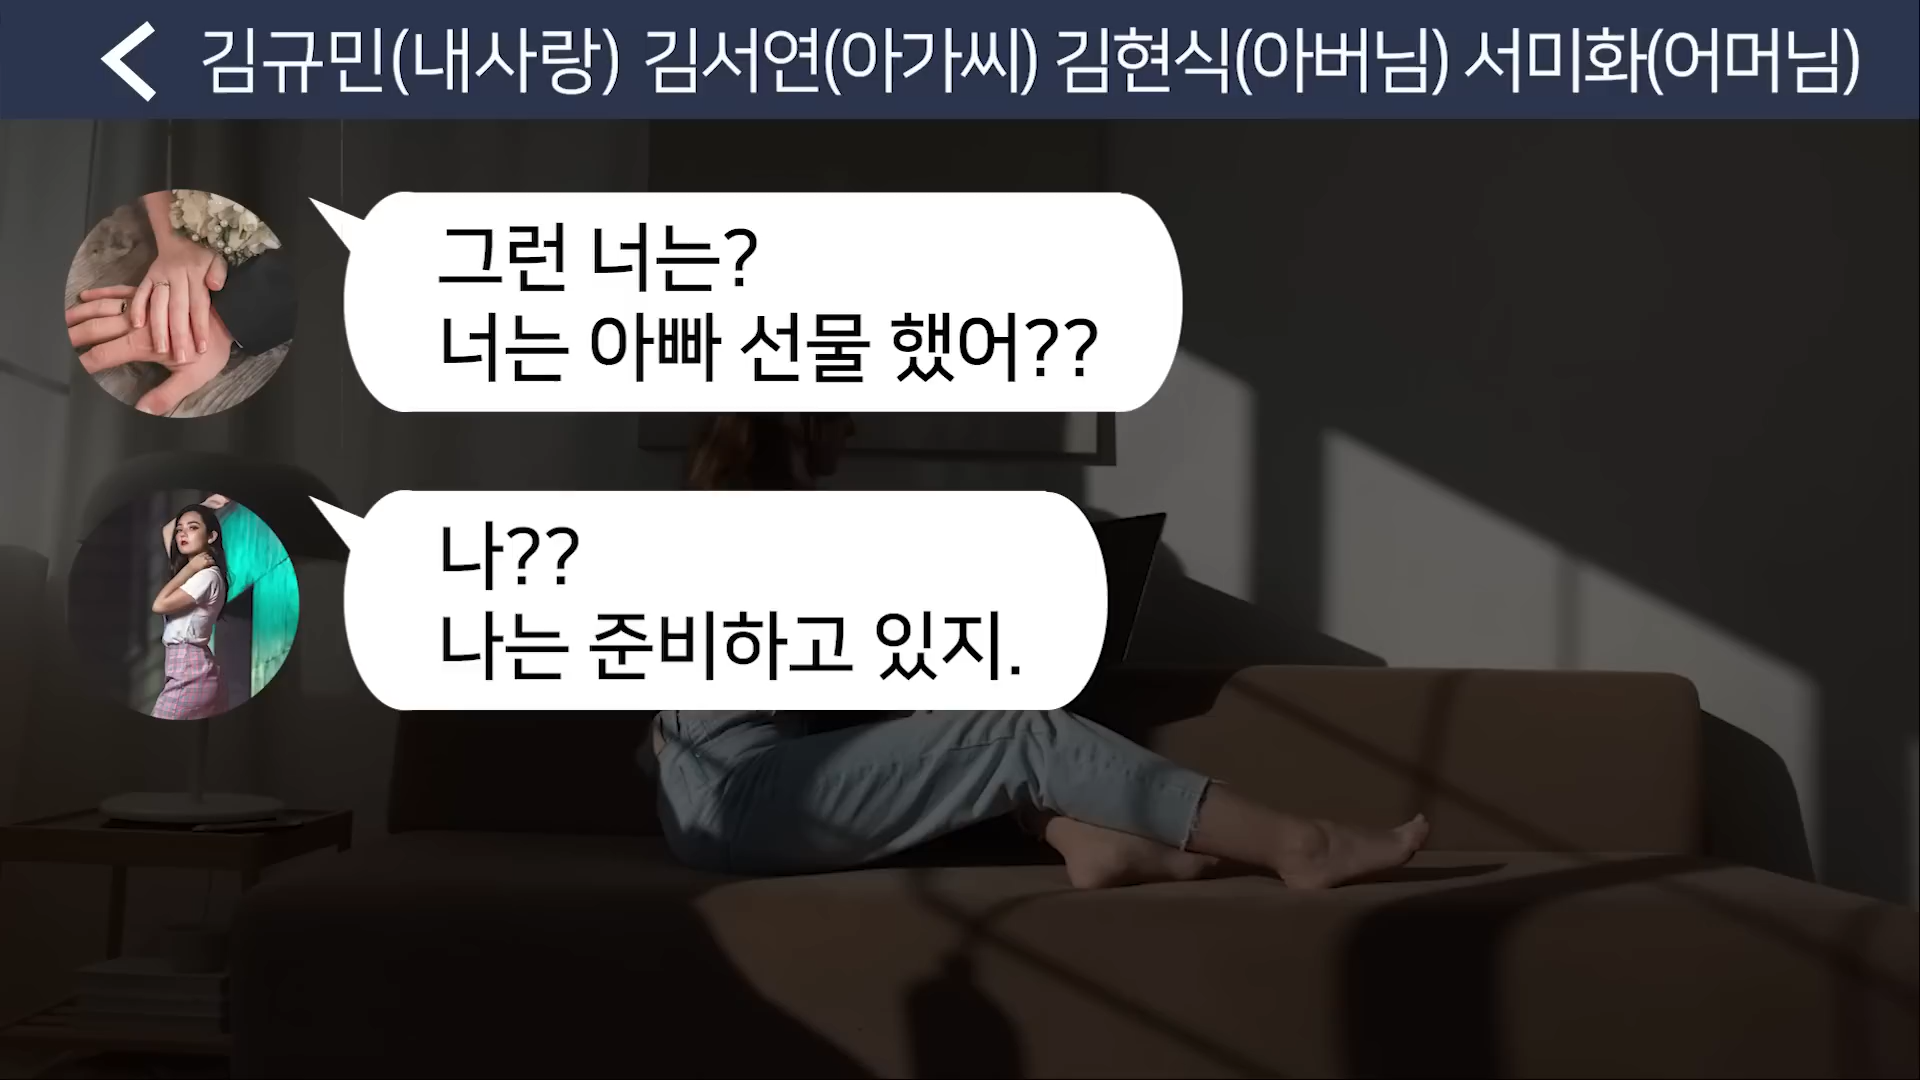 김규민(내사랑) 김서연(아가씨) 김현식(아버님) 서미화(어머님)
그런 너는?
너는 아빠 선물 했어??
나??
나는 준비하고 있지.